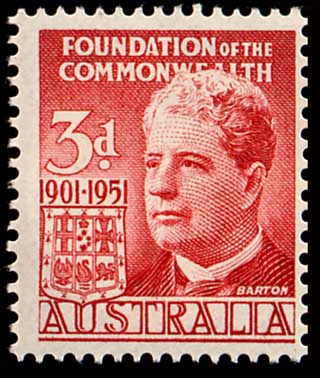 FOUNDATION OF THE
COMMONWEALTH
3d.
1901-1951
BARTON
AUSTRALIA